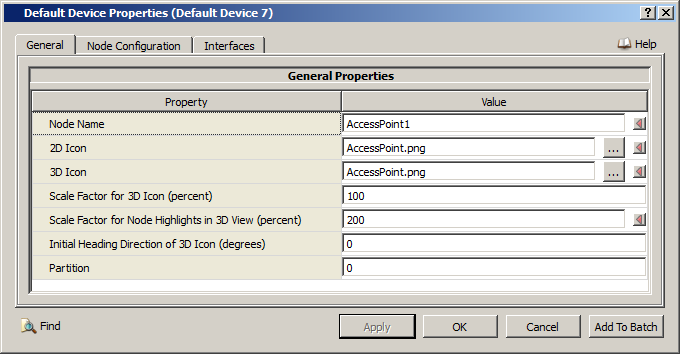 Default Device Properties (Default Device 7)
General Node Configuration Interfaces Help
General Properties
Property Value
Node Name AccessPoint1
2D Icon AccessPoint.png ...
3D Icon AccessPoint.png ...
Scale Factor for 3D Icon (percent) 100
Scale Factor for Node Highlights in 3D View (percent) 200
Initial Heading Direction of 3D Icon (degrees) 0
Partition 0
Find Apply OK Cancel Add To Batch